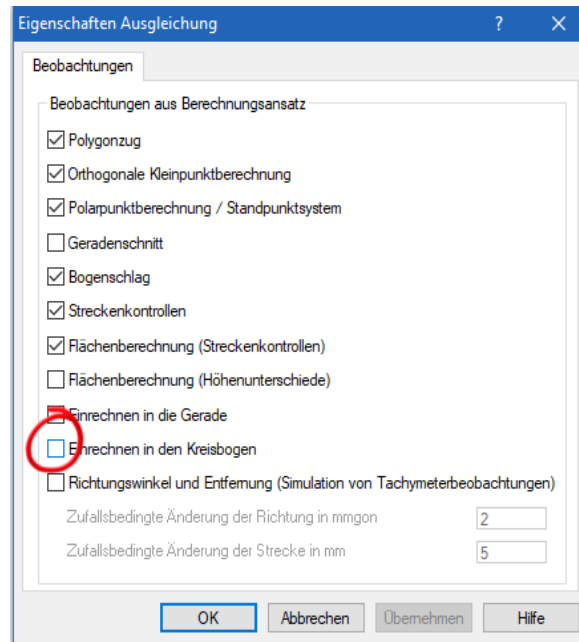 Eigenschaften Ausgleichung
Beobachtungen
Beobachtungen aus Berechnungsansatz
Polygonzug
Orthogonale Kleinpunktberechnung
Polarpunktberechnung / Standpunktsystem
Geradenschnitt
Bogenschlag
Streckenkontrollen
Flächenberechnung (Streckenkontrollen)
Flächenberechnung (Höhenunterschiede)
Einrechnen in die Gerade
Einrechnen in den Kreisbogen
Richtungswinkel und Entfernung (Simulation von Tachymeterbeobachtungen)
Zufallsbedingte Änderung der Richtung in mmgon 2
Zufallsbedingte Änderung der Strecke in mm 5
OK Abbrechen Übernehmen Hilfe